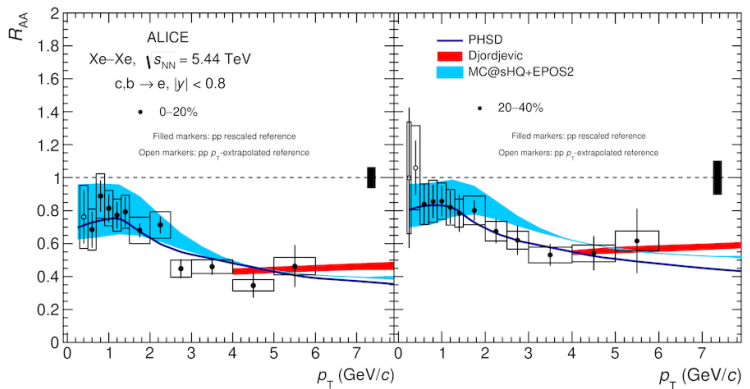 R_AA
2
1.8
1.6
1.4
1.2
1
0.8
0.6
0.4
0.2
0
ALICE
Xe–Xe, √s_NN = 5.44 TeV
c,b → e, |y| < 0.8
0–20%
Filled markers: pp rescaled reference
Open markers: pp p_T-extrapolated reference
0 1 2 3 4 5 6 7
p_T (GeV/c)
PHSD
Djordjevic
MC@sHQ+EPOS2
20–40%
Filled markers: pp rescaled reference
Open markers: pp p_T-extrapolated reference
0 1 2 3 4 5 6 7
p_T (GeV/c)